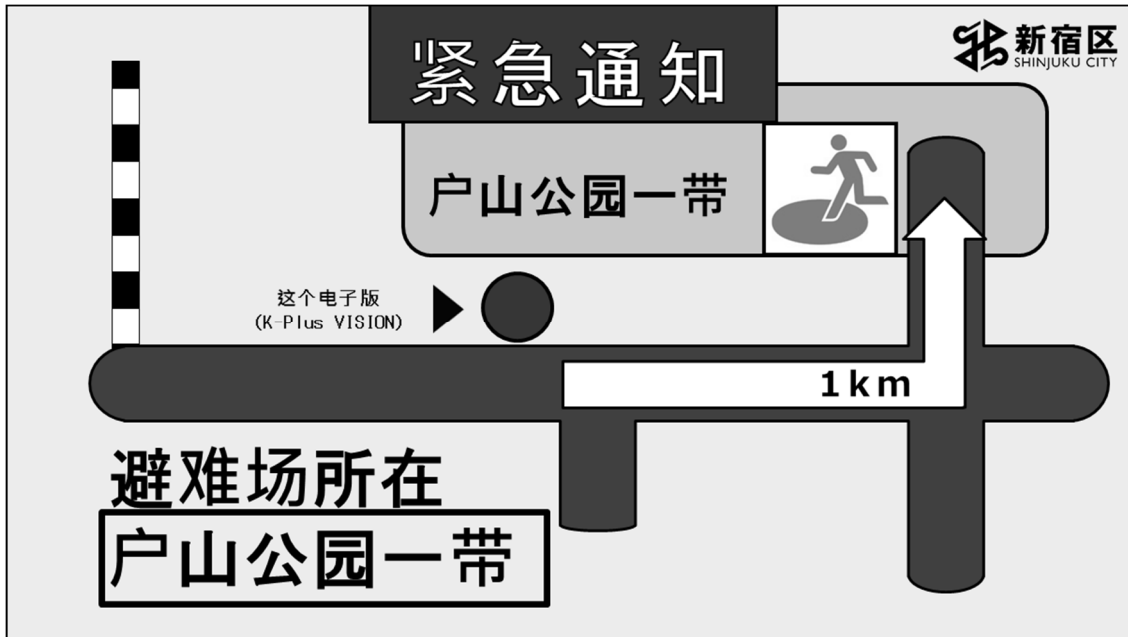 紧急通知
新宿区
SHINJUKU CITY
户山公园一带
这个电子版
(K-Plus VISION)
1km
避难场所在
户山公园一带